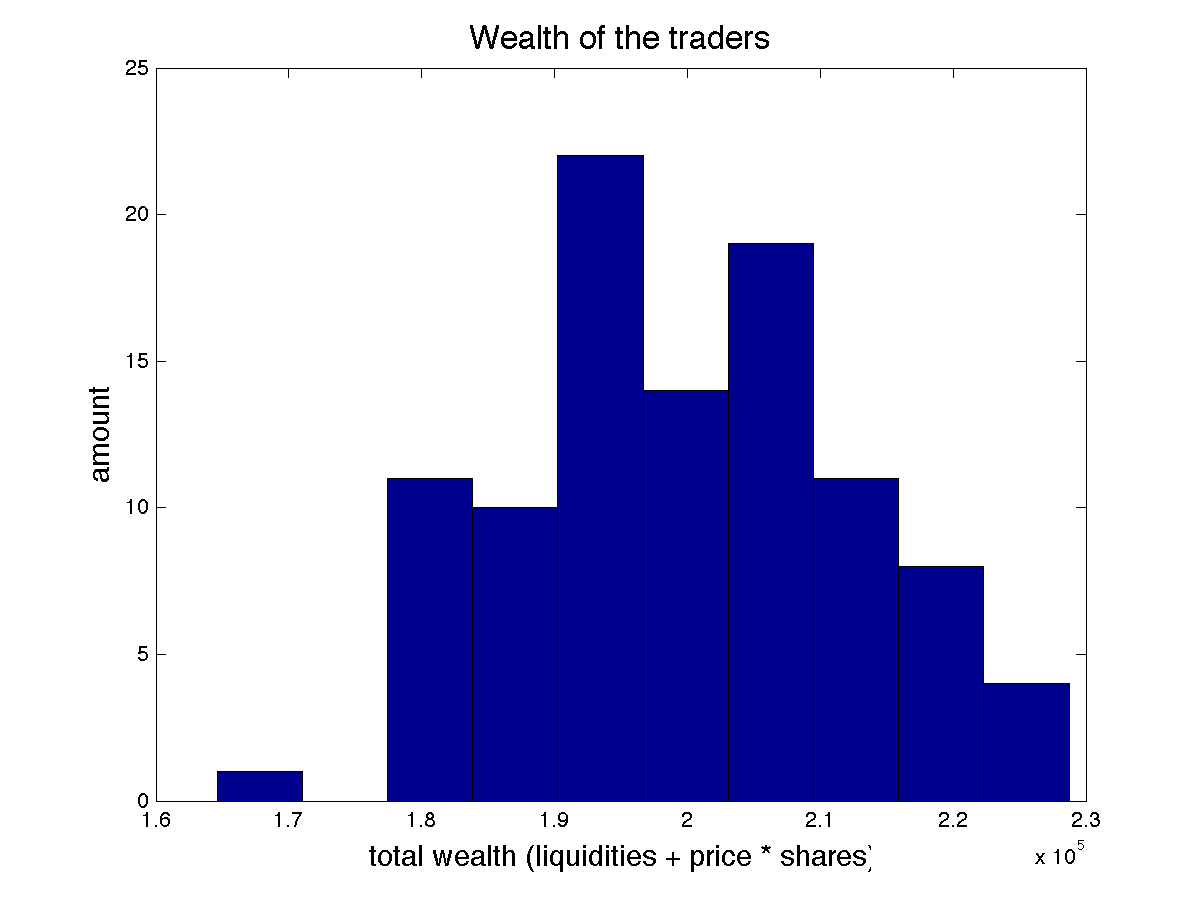 Wealth of the traders
25
20
15
10
5
0
amount
1.6 1.7 1.8 1.9 2 2.1 2.2 2.3
x 10^5
total wealth (liquidities + price * shares)